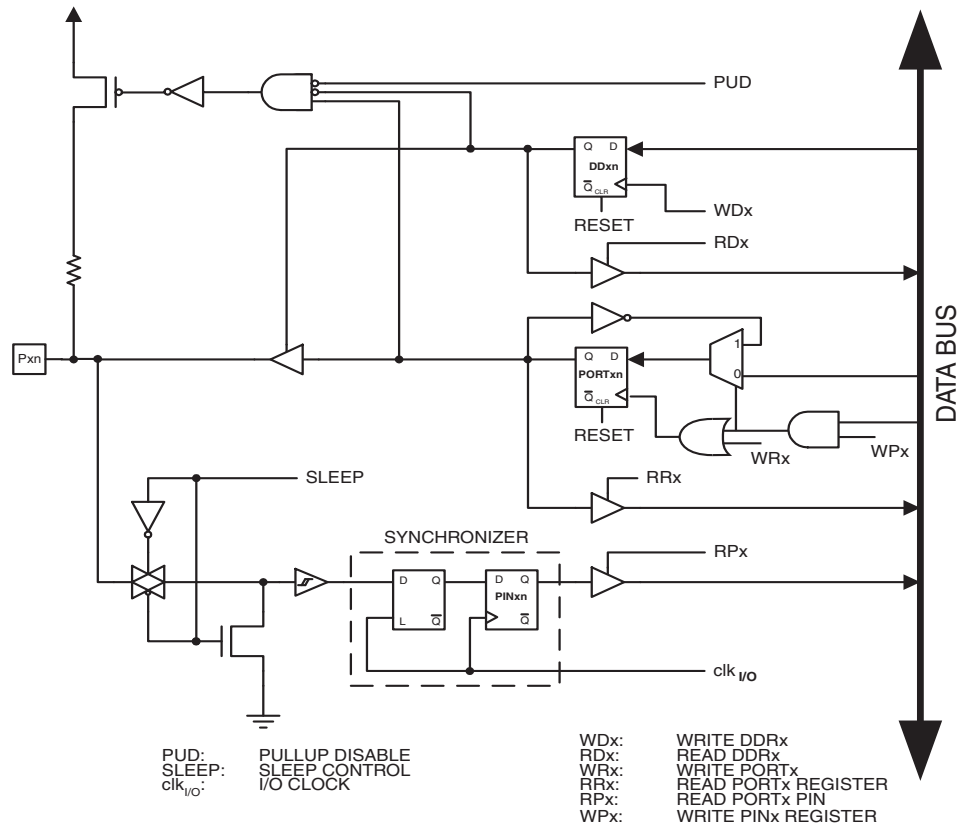 PUD
Q D
DDxn
Q CLR
WDx
RESET
RDx
1
Pxn
Q D
PORTxn
0
Q CLR
RESET
WRx
WPx
DATA BUS
SLEEP
RRx
SYNCHRONIZER
RPx
D Q
D Q
PINxn
L Q
Q
clk I/O
PUD: PULLUP DISABLE
SLEEP: SLEEP CONTROL
clkI/O: I/O CLOCK
WDx: WRITE DDRx
RDx: READ DDRx
WRx: WRITE PORTx
RRx: READ PORTx REGISTER
RPx: READ PORTx PIN
WPx: WRITE PINx REGISTER